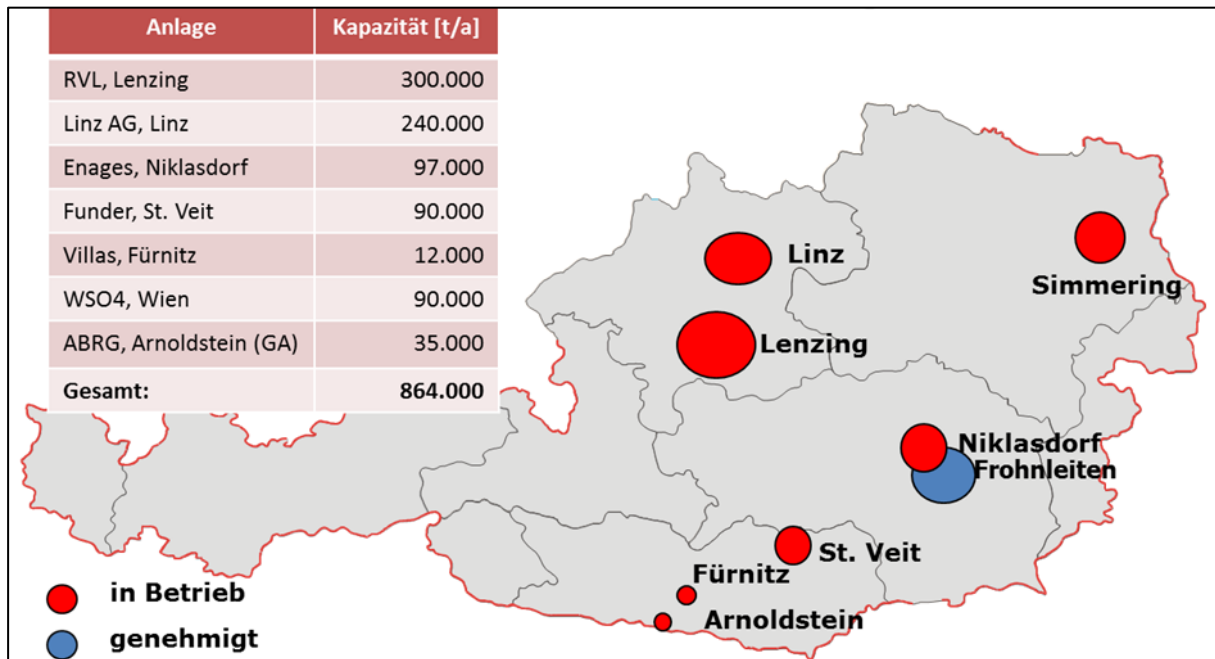 Anlage Kapazität [t/a]
RVL, Lenzing 300.000
Linz AG, Linz 240.000
Enages, Niklasdorf 97.000
Funder, St. Veit 90.000
Villas, Fürnitz 12.000
WSO4, Wien 90.000
ABRG, Arnoldstein (GA) 35.000
Gesamt: 864.000
Linz
Simmering
Lenzing
Niklasdorf
Frohnleiten
St. Veit
Fürnitz
Arnoldstein
in Betrieb
genehmigt